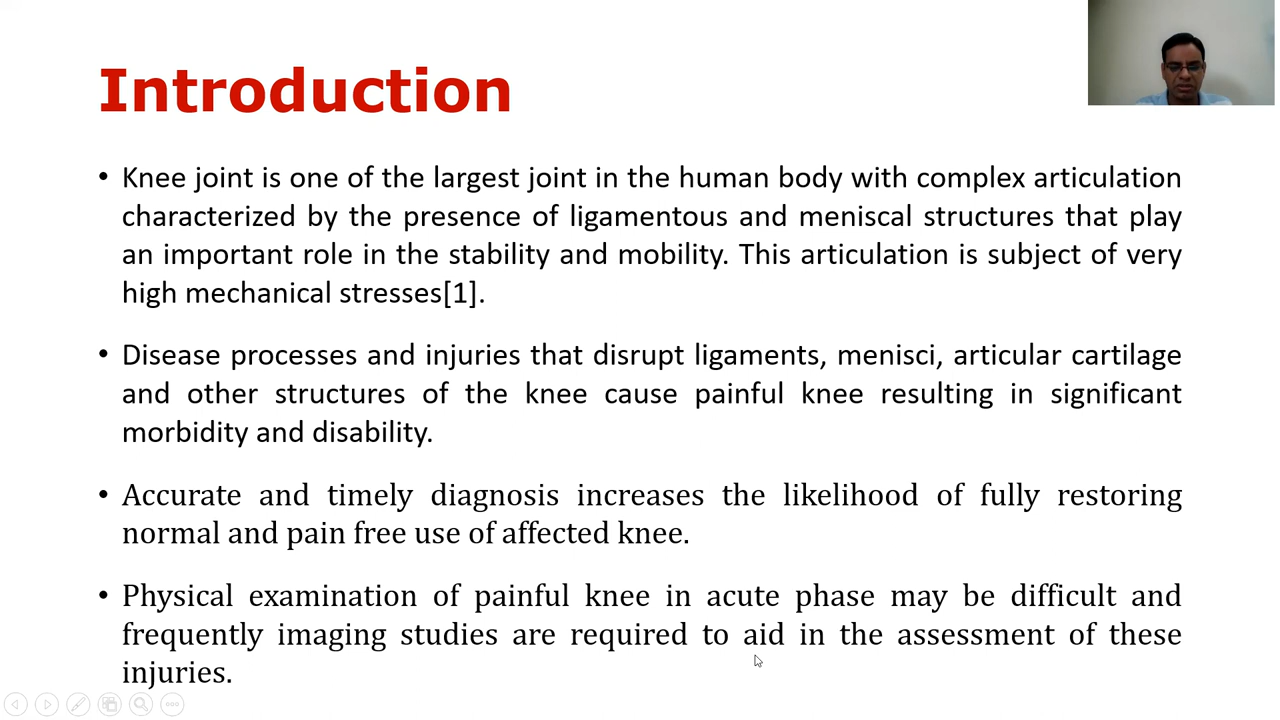 Introduction
• Knee joint is one of the largest joint in the human body with complex articulation
characterized by the presence of ligamentous and meniscal structures that play
an important role in the stability and mobility. This articulation is subject of very
high mechanical stresses[1].
• Disease processes and injuries that disrupt ligaments, menisci, articular cartilage
and other structures of the knee cause painful knee resulting in significant
morbidity and disability.
• Accurate and timely diagnosis increases the likelihood of fully restoring
normal and pain free use of affected knee.
• Physical examination of painful knee in acute phase may be difficult and
frequently imaging studies are required to aid in the assessment of these
injuries.